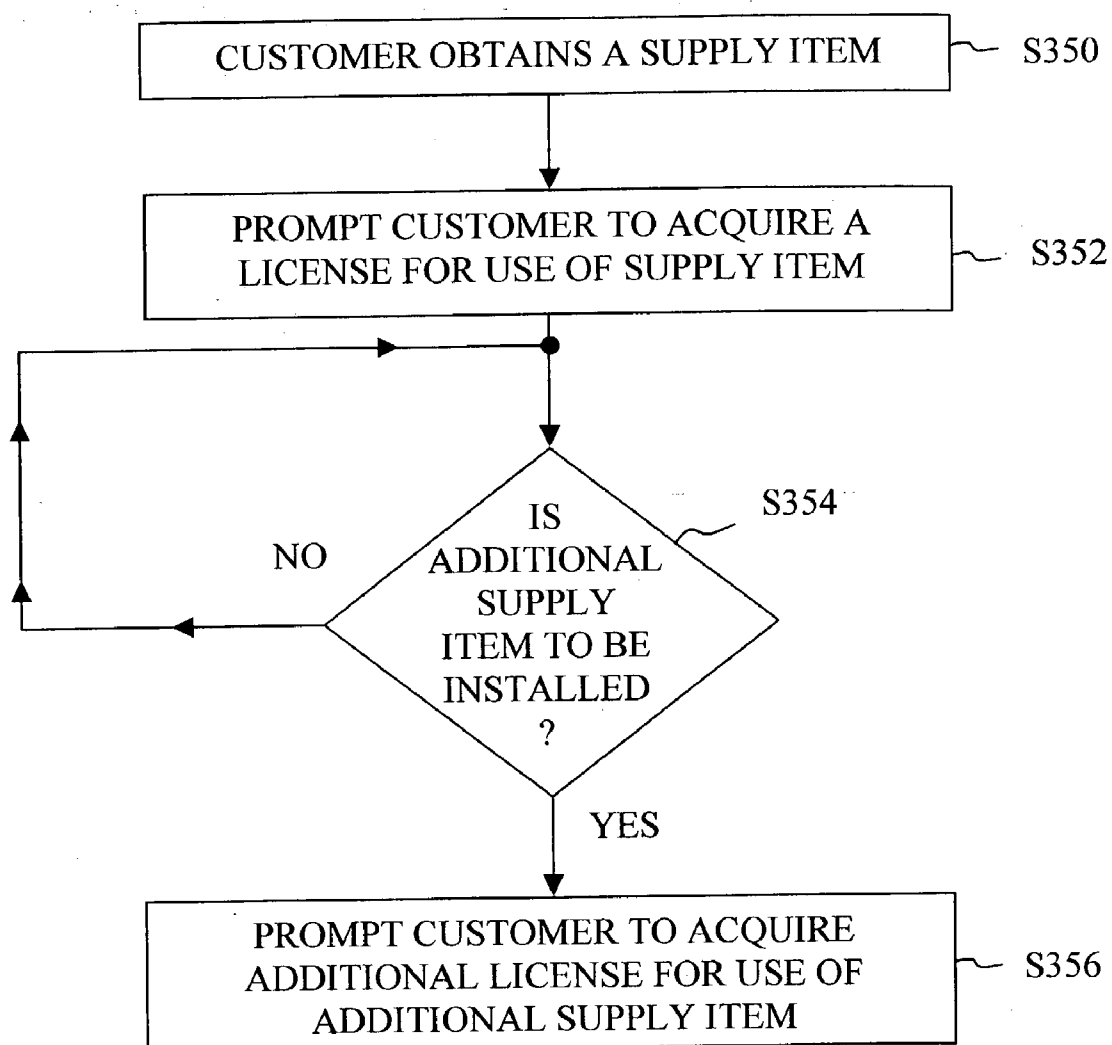 CUSTOMER OBTAINS A SUPPLY ITEM
S350
PROMPT CUSTOMER TO ACQUIRE A
LICENSE FOR USE OF SUPPLY ITEM
S352
IS
ADDITIONAL
SUPPLY
ITEM TO BE
INSTALLED
?
S354
NO
YES
PROMPT CUSTOMER TO ACQUIRE
ADDITIONAL LICENSE FOR USE OF
ADDITIONAL SUPPLY ITEM
S356